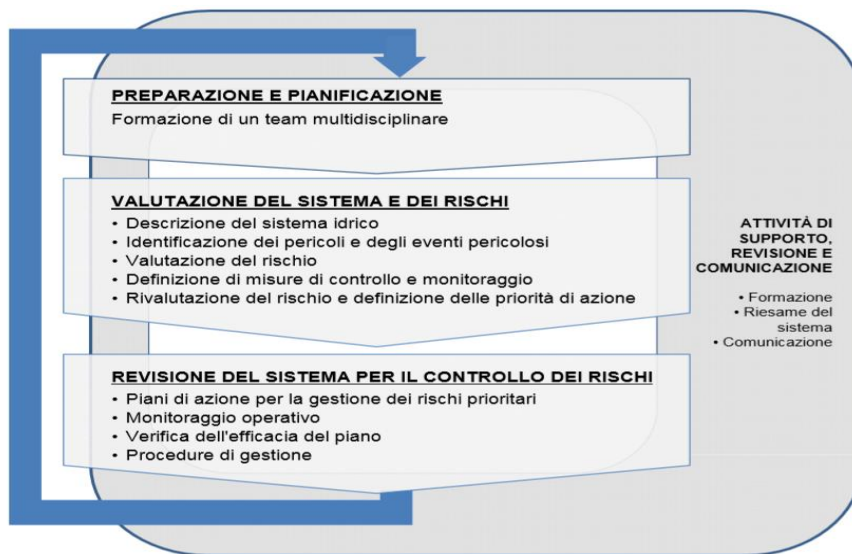 PREPARAZIONE E PIANIFICAZIONE
Formazione di un team multidisciplinare
VALUTAZIONE DEL SISTEMA E DEI RISCHI
• Descrizione del sistema idrico
• Identificazione dei pericoli e degli eventi pericolosi
• Valutazione del rischio
• Definizione di misure di controllo e monitoraggio
• Rivalutazione del rischio e definizione delle priorità di azione
REVISIONE DEL SISTEMA PER IL CONTROLLO DEI RISCHI
• Piani di azione per la gestione dei rischi prioritari
• Monitoraggio operativo
• Verifica dell'efficacia del piano
• Procedure di gestione
ATTIVITÀ DI
SUPPORTO,
REVISIONE E
COMUNICAZIONE
• Formazione
• Riesame del
sistema
• Comunicazione